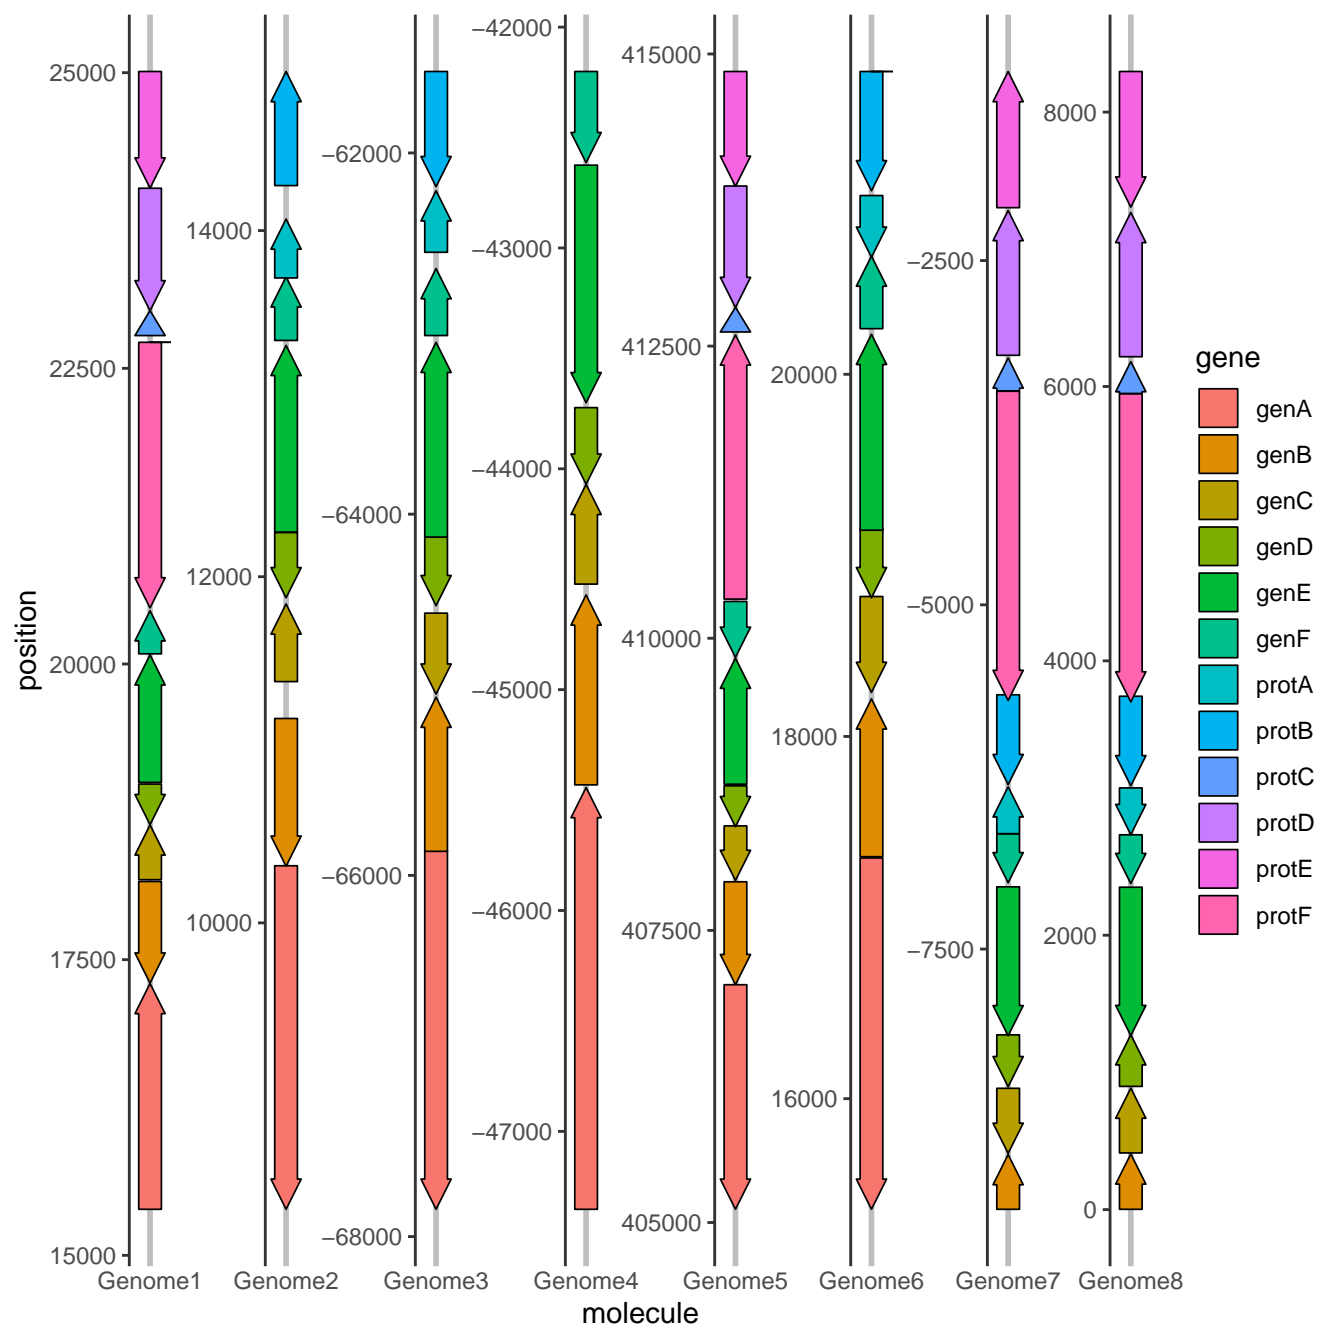 position
25000
22500
20000
17500
15000
Genome1
14000
12000
10000
Genome2
−62000
−64000
−66000
−68000
Genome3
−42000
−43000
−44000
−45000
−46000
−47000
Genome4
415000
412500
410000
407500
405000
Genome5
20000
18000
16000
Genome6
−2500
−5000
−7500
Genome7
8000
6000
4000
2000
0
Genome8
molecule
gene
genA
genB
genC
genD
genE
genF
protA
protB
protC
protD
protE
protF